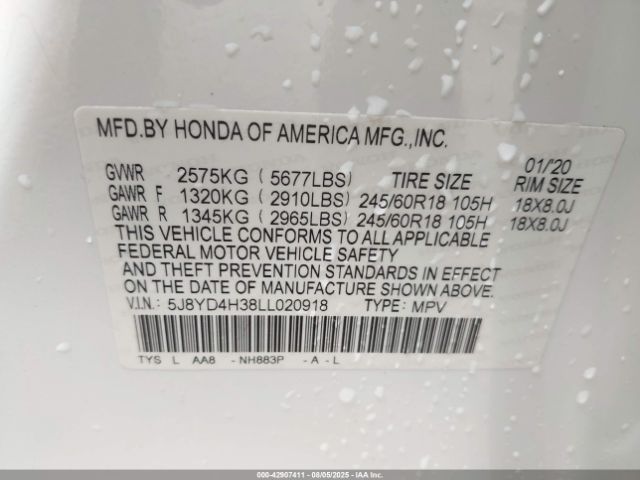 MFD.BY HONDA OF AMERICA MFG.,INC.
01/'20
GVWR 2575KG ( 5677LBS) TIRE SIZE RIM SIZE
GAWR F 1320KG ( 2910LBS) 245/60R18 105H 18X8.0J
GAWR R 1345KG ( 2965LBS) 245/60R18 105H 18X8.0J
THIS VEHICLE CONFORMS TO ALL APPLICABLE
FEDERAL MOTOR VEHICLE SAFETY
AND THEFT PREVENTION STANDARDS IN EFFECT
ON THE DATE OF MANUFACTURE SHOWN ABOVE.
V.I.N.: 5J8YD4H38LL020918 TYPE: MPV
TYS L AA8 -NH883P -A-L
000-42907411 - 08/05/2025 - IAAI Inc. Copyright